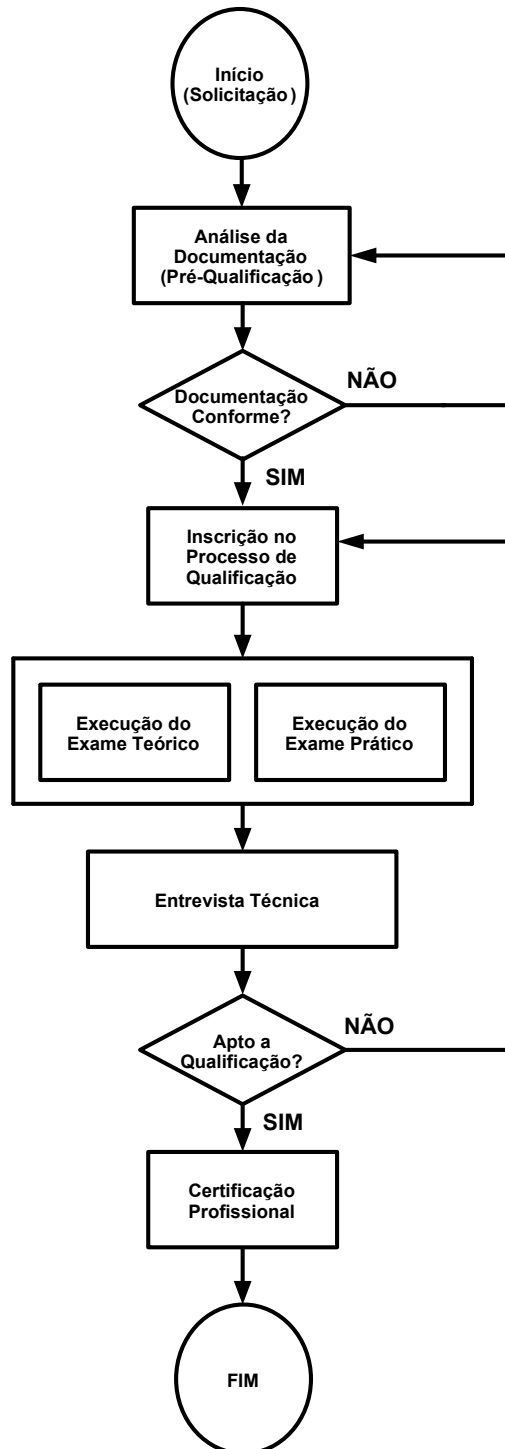 Início
(Solicitação)
Análise da
Documentação
(Pré-Qualificação)
Documentação
Conforme?
NÃO
SIM
Inscrição no
Processo de
Qualificação
Execução do
Exame Teórico
Execução do
Exame Prático
Entrevista Técnica
Apto a
Qualificação?
NÃO
SIM
Certificação
Profissional
FIM